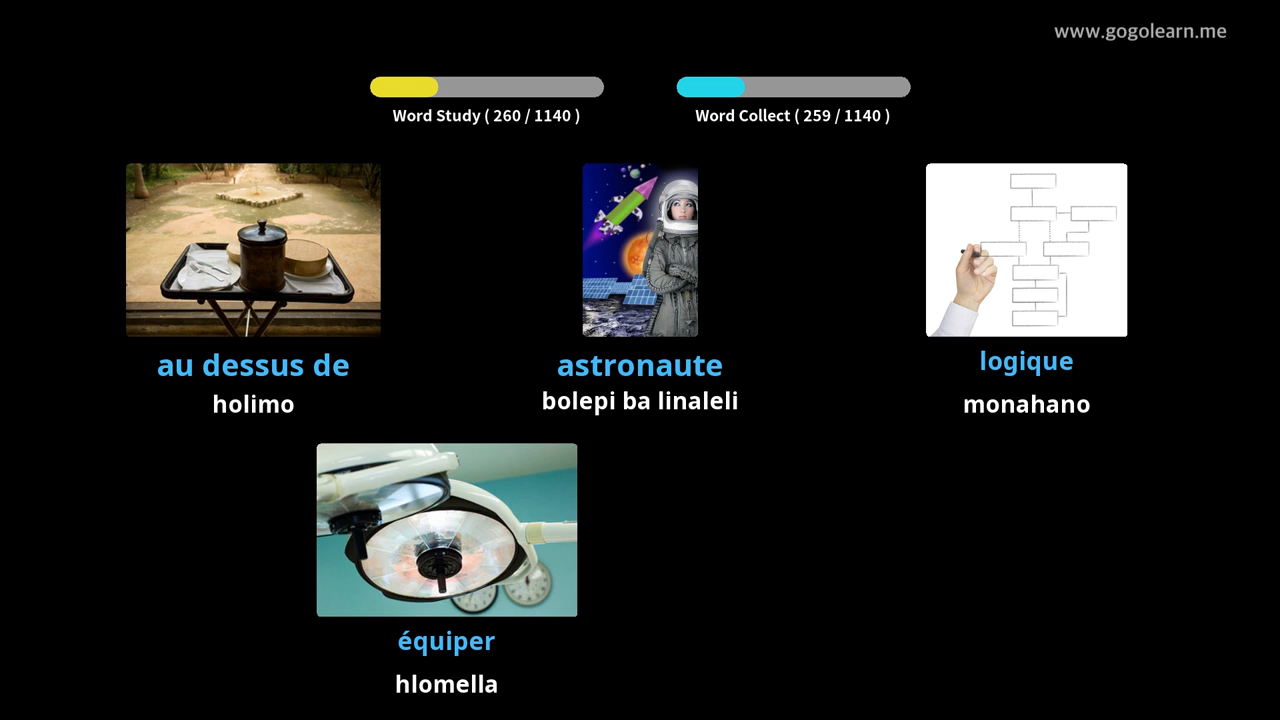 www.gogolearn.me
Word Study ( 260 / 1140 )
Word Collect ( 259 / 1140 )
au dessus de
holimo
astronaute
bolepi ba linaleli
logique
monahano
équiper
hlomella